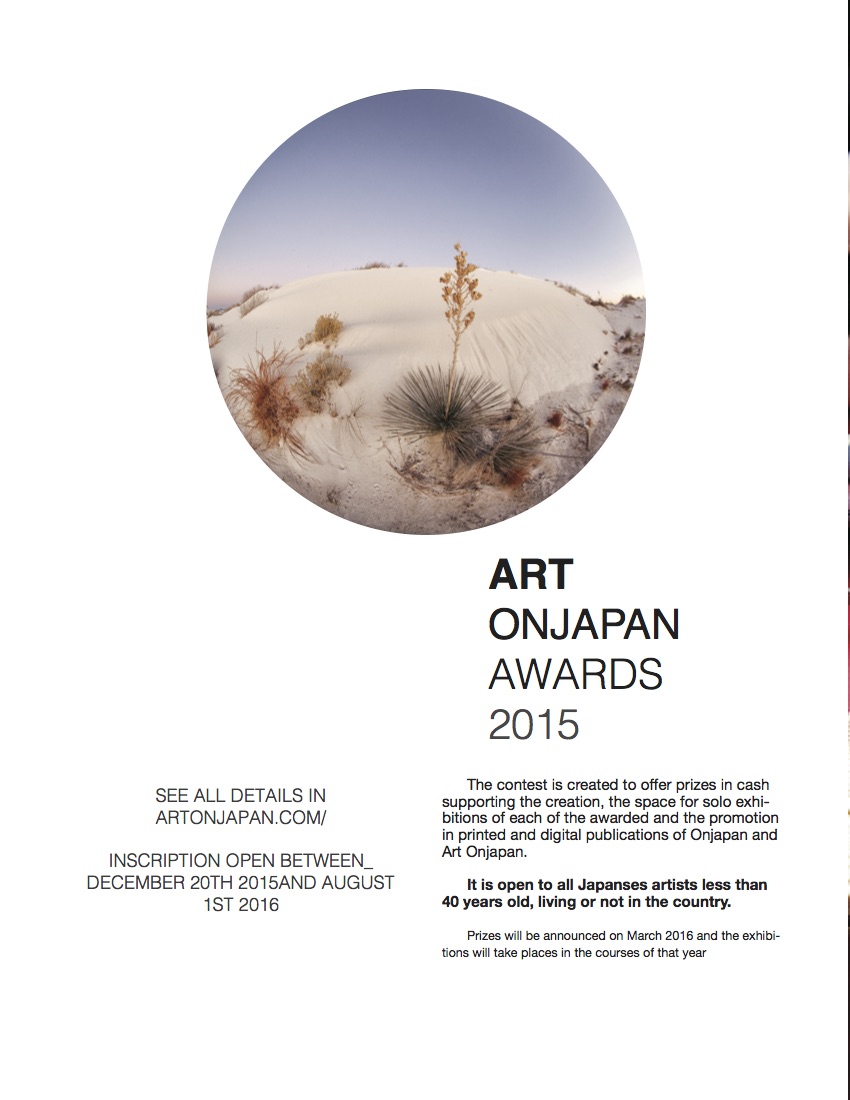 ART
ONJAPAN
AWARDS
2015
SEE ALL DETAILS IN
ARTONJAPAN.COM/
INSCRIPTION OPEN BETWEEN_
DECEMBER 20TH 2015AND AUGUST
1ST 2016
The contest is created to offer prizes in cash
supporting the creation, the space for solo exhi-
bitions of each of the awarded and the promotion
in printed and digital publications of Onjapan and
Art Onjapan.
It is open to all Japanses artists less than
40 years old, living or not in the country.
Prizes will be announced on March 2016 and the exhibi-
tions will take places in the courses of that year